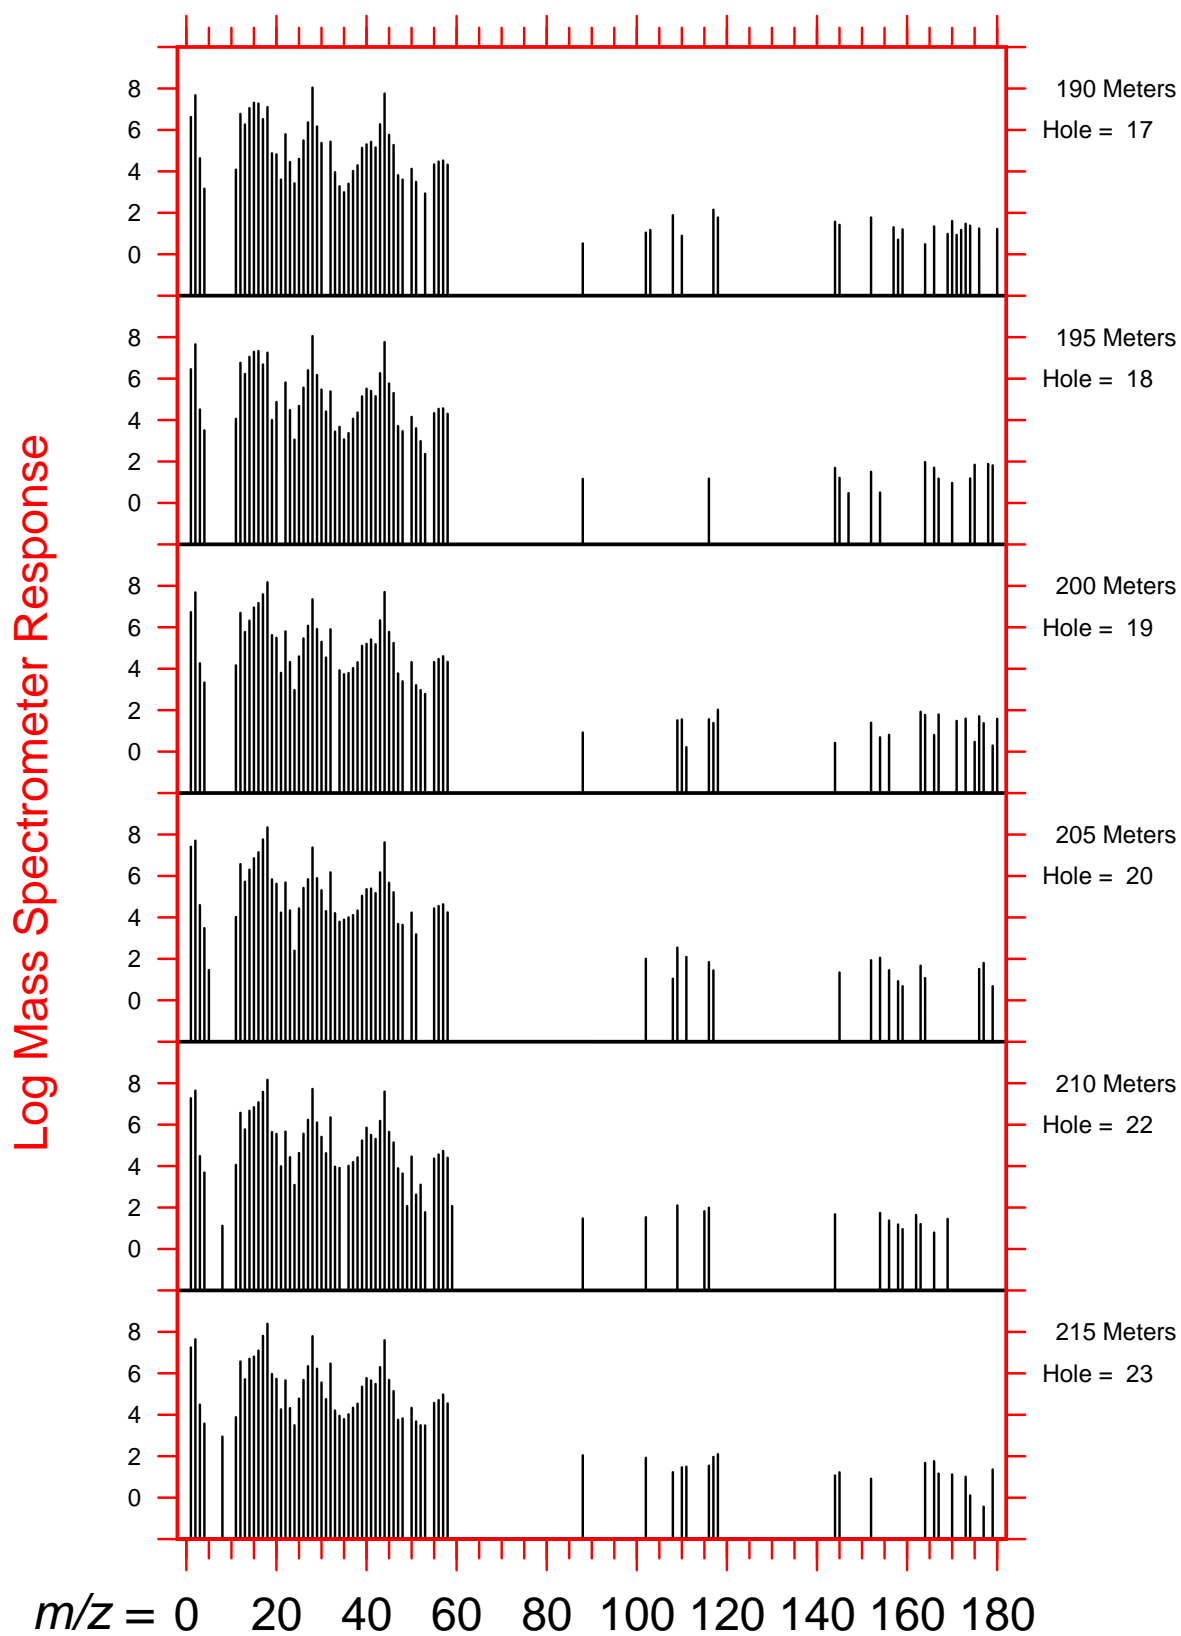 Log Mass Spectrometer Response
8
6
4
2
0
190 Meters
Hole = 17
8
6
4
2
0
195 Meters
Hole = 18
8
6
4
2
0
200 Meters
Hole = 19
8
6
4
2
0
205 Meters
Hole = 20
8
6
4
2
0
210 Meters
Hole = 22
8
6
4
2
0
215 Meters
Hole = 23
m/z = 0 20 40 60 80 100 120 140 160 180